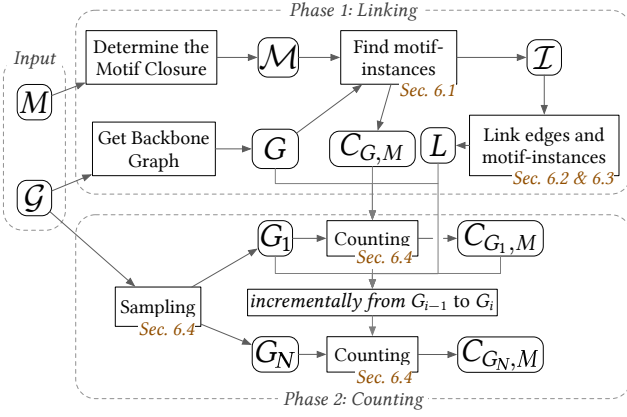 Phase 1: Linking
Input
Determine the
Motif Closure
ℳ
Find motif-
instances
Sec. 6.1
ℐ
M
Get Backbone
Graph
G
C_{G,M}
L
Link edges and
motif-instances
Sec. 6.2 & 6.3
𝒢
G_1
Counting
Sec. 6.4
C_{G_1,M}
Sampling
Sec. 6.4
incrementally from G_{i−1} to G_i
G_N
Counting
Sec. 6.4
C_{G_N,M}
Phase 2: Counting